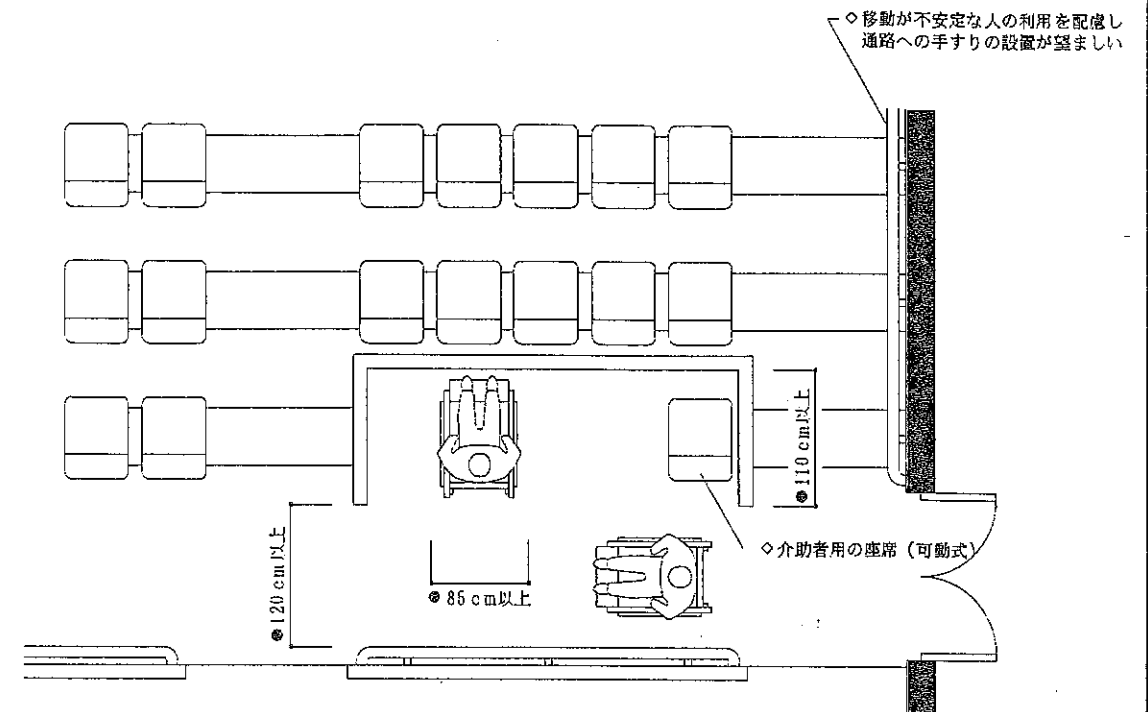 ◇移動が不安定な人の利用を配慮し
通路への手すりの設置が望ましい
●110cm以上
◇介助者用の座席（可動式）
●85cm以上
●120cm以上